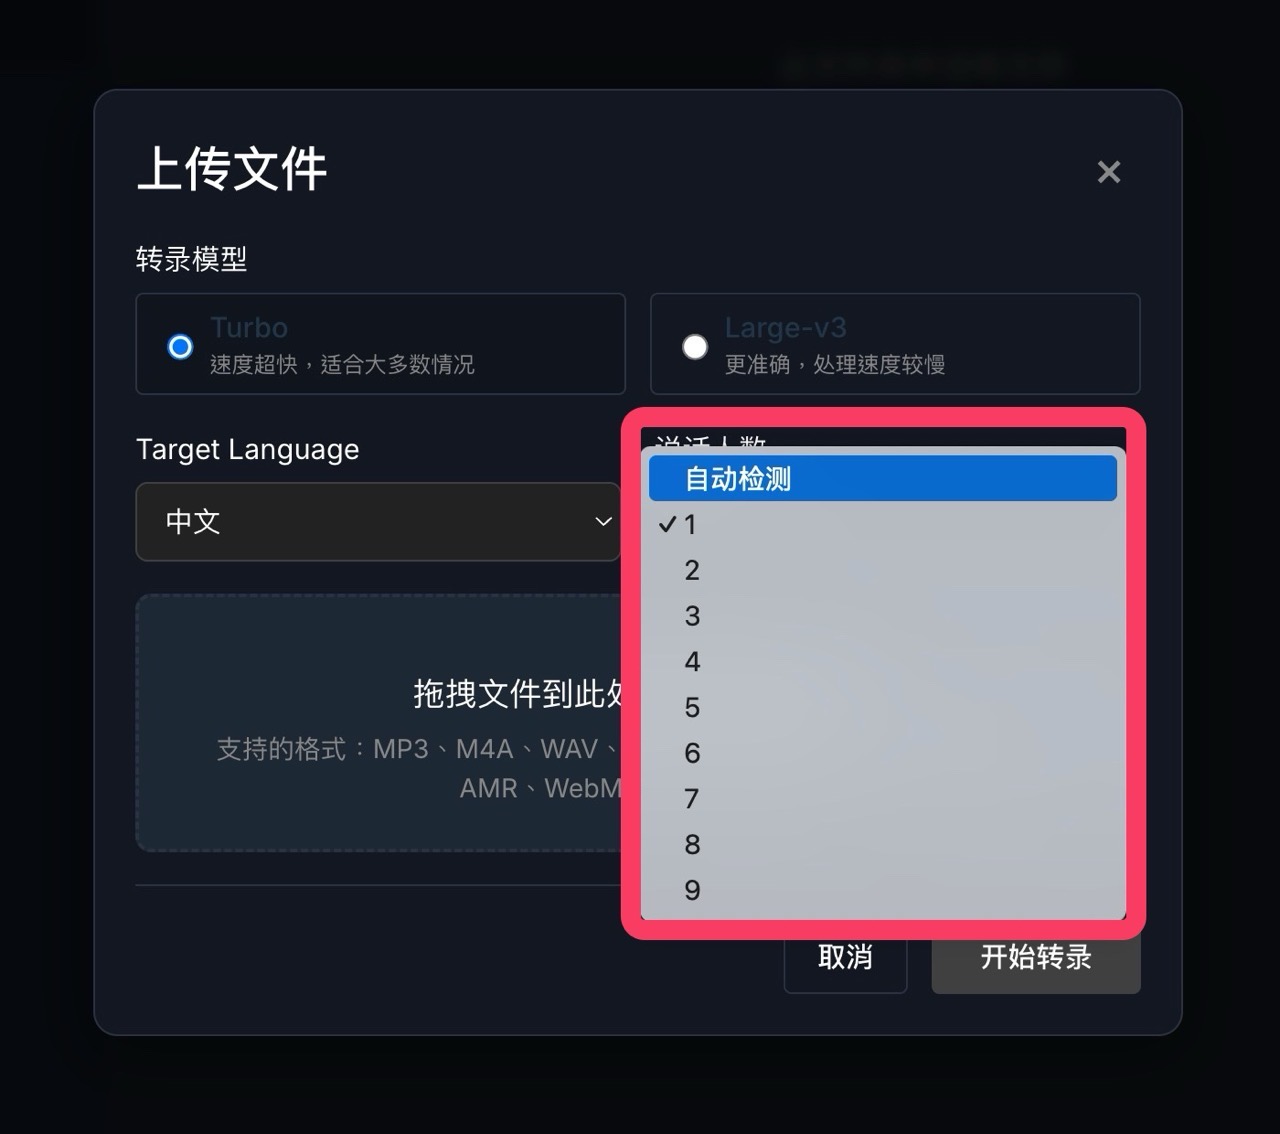 上传文件
转录模型
Turbo
速度超快，适合大多数情况
Large-v3
更准确，处理速度较慢
Target Language
中文
说话人数
自动检测
✓ 1
2
3
4
5
6
7
8
9
拖拽文件到此处
支持的格式：MP3、M4A、WAV、
AMR、WebM
取消
开始转录